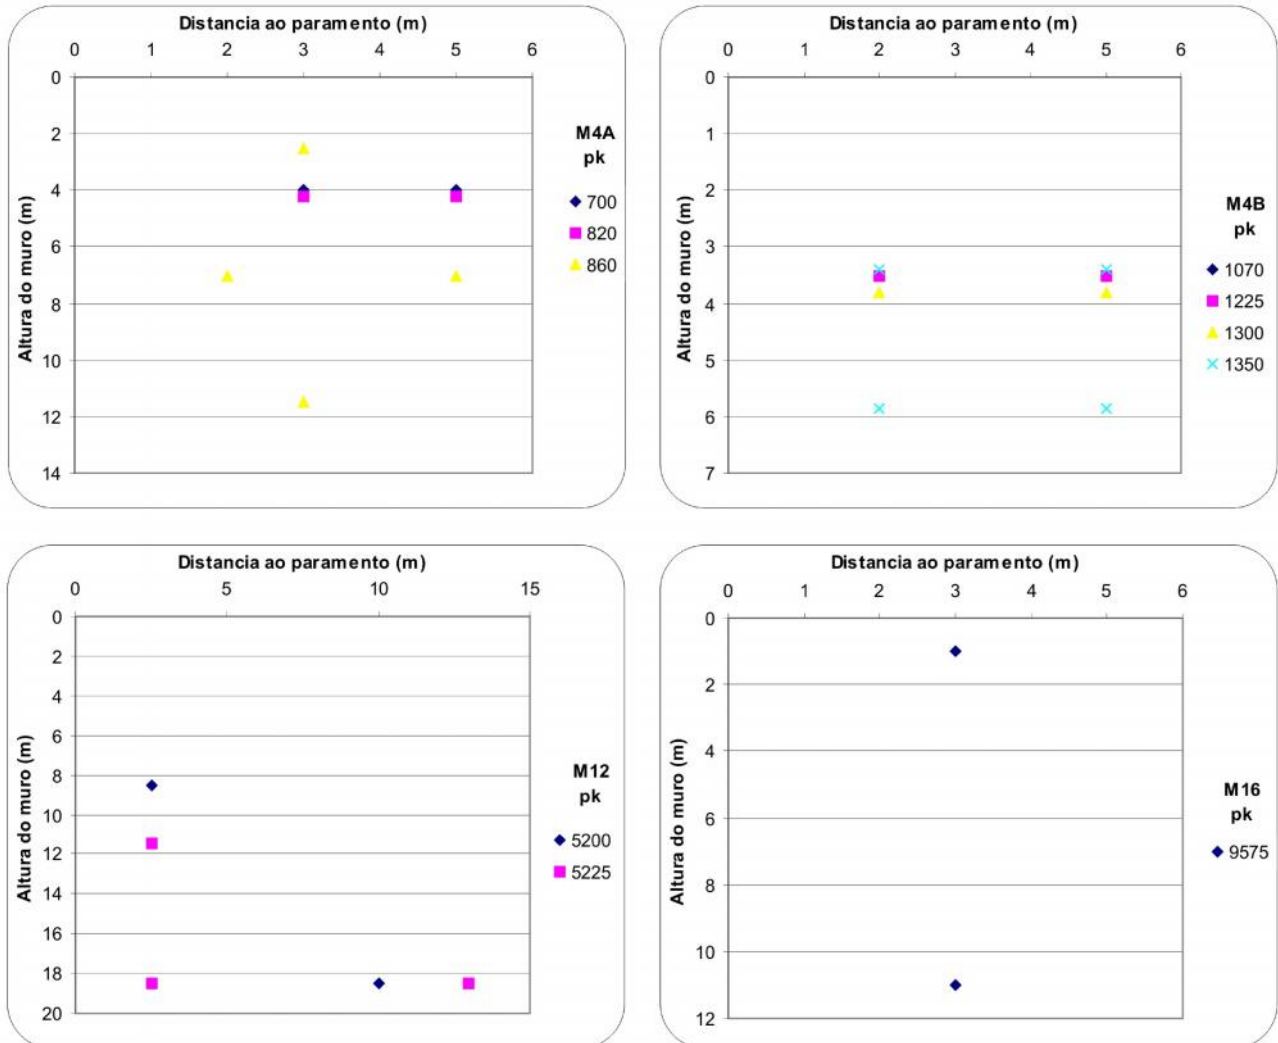 Distancia ao paramento (m)
0 1 2 3 4 5 6
0
2
4
6
8
10
12
14
Altura do muro (m)
M4A
pk
700
820
860
Distancia ao paramento (m)
0 1 2 3 4 5 6
0
1
2
3
4
5
6
7
Altura do muro (m)
M4B
pk
1070
1225
1300
1350
Distancia ao paramento (m)
0 5 10 15
0
2
4
6
8
10
12
14
16
18
20
Altura do muro (m)
M12
pk
5200
5225
Distancia ao paramento (m)
0 1 2 3 4 5 6
0
2
4
6
8
10
12
Altura do muro (m)
M16
pk
9575